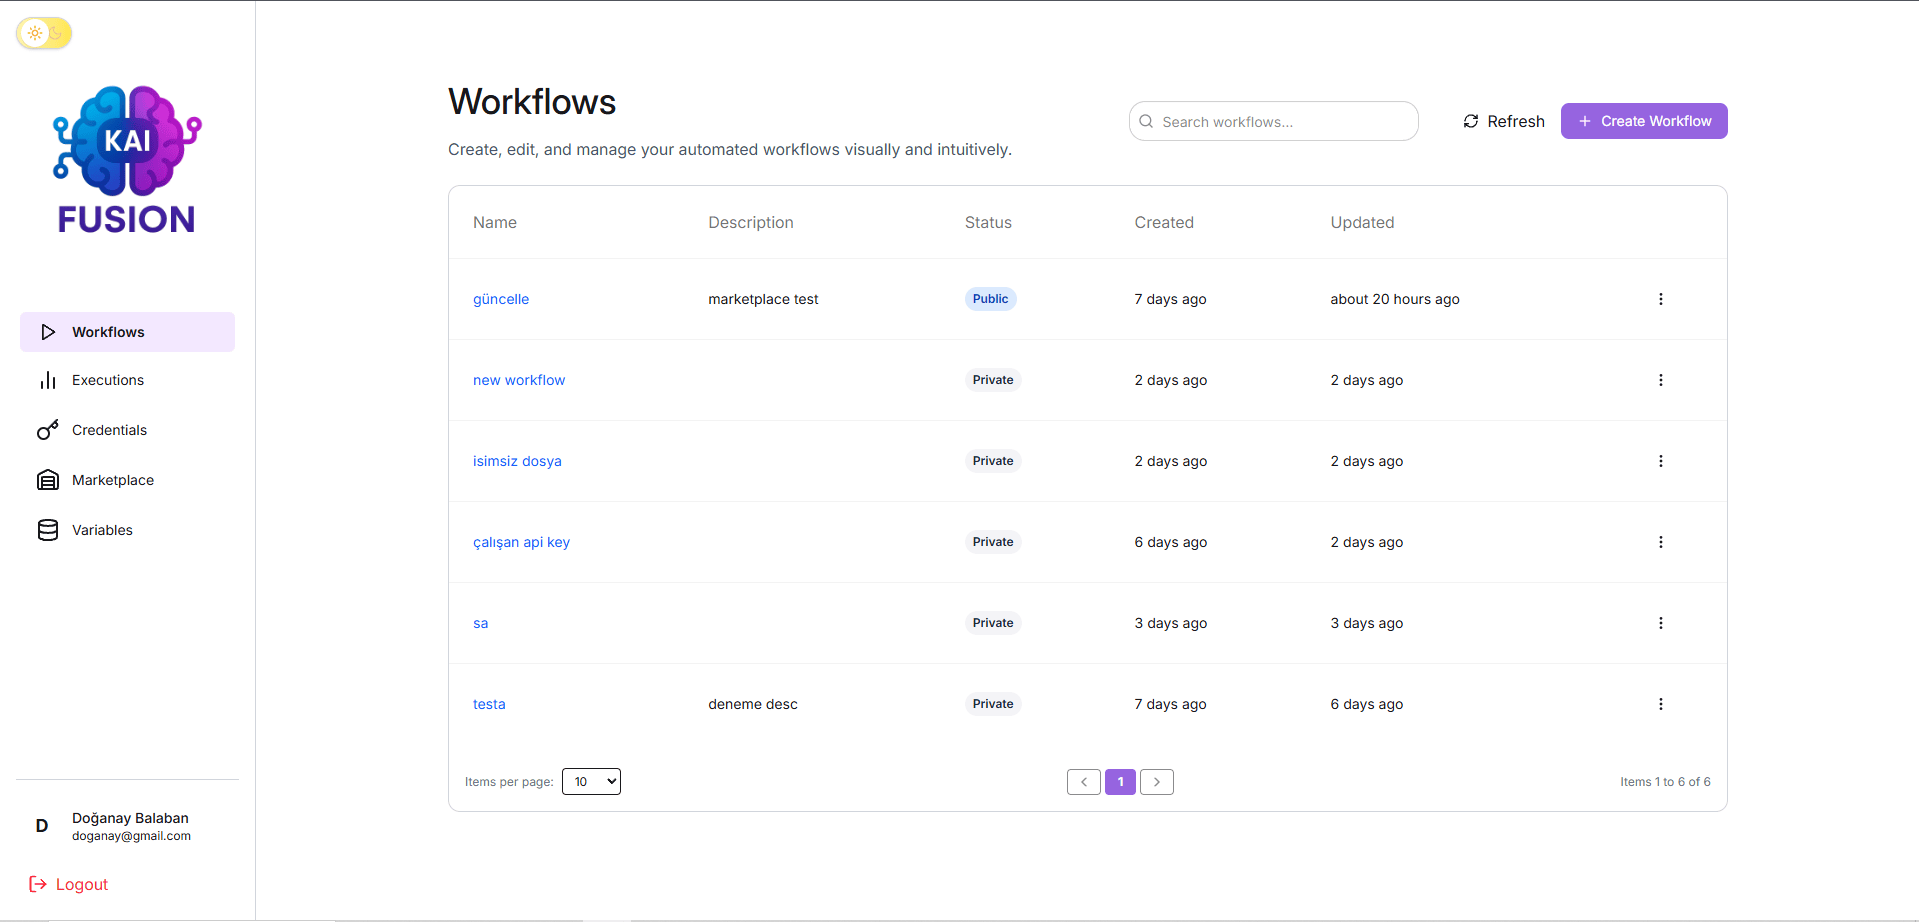 KAI
FUSION
Workflows
Executions
Credentials
Marketplace
Variables
D
Doğanay Balaban
doganay@gmail.com
Logout
Workflows
Create, edit, and manage your automated workflows visually and intuitively.
Search workflows...
Refresh
+ Create Workflow
Name Description Status Created Updated
güncelle marketplace test Public 7 days ago about 20 hours ago
new workflow Private 2 days ago 2 days ago
isimsiz dosya Private 2 days ago 2 days ago
çalışan api key Private 6 days ago 2 days ago
sa Private 3 days ago 3 days ago
testa deneme desc Private 7 days ago 6 days ago
Items per page: 10 < 1 > Items 1 to 6 of 6